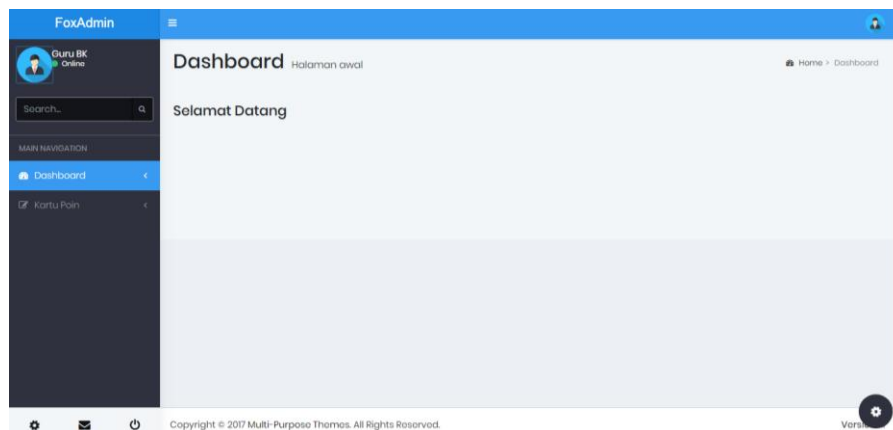 FoxAdmin
Guru BK
Online
Dashboard Halaman awal
Home > Dashboard
Search...
Selamat Datang
MAIN NAVIGATION
Dashboard
Kartu Poin
Copyright © 2017 Multi-Purpose Themes. All Rights Reserved.